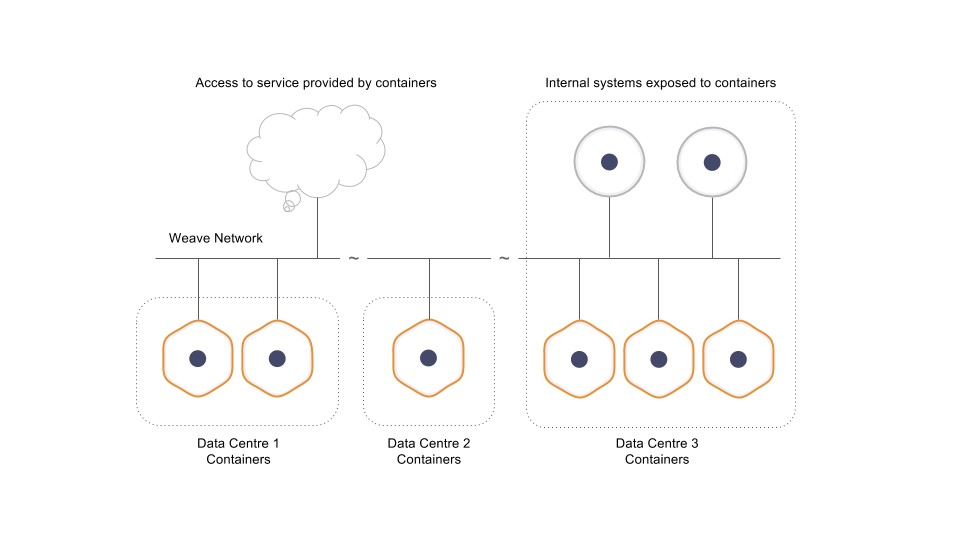 Access to service provided by containers
Internal systems exposed to containers
Weave Network
~
~
Data Centre 1
Containers
Data Centre 2
Containers
Data Centre 3
Containers